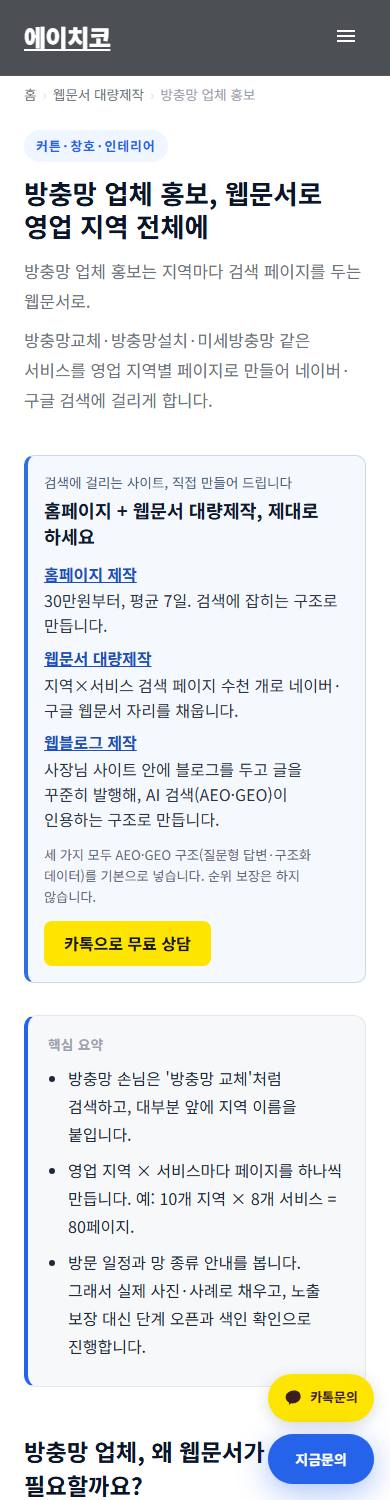 에이치코
홈 › 웹문서 대량제작 › 방충망 업체 홍보
커튼·창호·인테리어
방충망 업체 홍보, 웹문서로
영업 지역 전체에
방충망 업체 홍보는 지역마다 검색 페이지를 두는
웹문서로.
방충망교체·방충망설치·미세방충망 같은
서비스를 영업 지역별 페이지로 만들어 네이버·
구글 검색에 걸리게 합니다.
검색에 걸리는 사이트, 직접 만들어 드립니다
홈페이지 + 웹문서 대량제작, 제대로
하세요
홈페이지 제작
30만원부터, 평균 7일. 검색에 잡히는 구조로
만듭니다.
웹문서 대량제작
지역×서비스 검색 페이지 수천 개로 네이버·
구글 웹문서 자리를 채웁니다.
웹블로그 제작
사장님 사이트 안에 블로그를 두고 글을
꾸준히 발행해, AI 검색(AEO·GEO)이
인용하는 구조로 만듭니다.
세 가지 모두 AEO·GEO 구조(질문형 답변·구조화
데이터)를 기본으로 넣습니다. 순위 보장은 하지
않습니다.
카톡으로 무료 상담
핵심 요약
• 방충망 손님은 '방충망 교체'처럼
검색하고, 대부분 앞에 지역 이름을
붙입니다.
• 영업 지역 × 서비스마다 페이지를 하나씩
만듭니다. 예: 10개 지역 × 8개 서비스 =
80페이지.
• 방문 일정과 망 종류 안내를 봅니다.
그래서 실제 사진·사례로 채우고, 노출
보장 대신 단계 오픈과 색인 확인으로
진행합니다.
카톡문의
방충망 업체, 왜 웹문서가
필요할까요?
지금문의